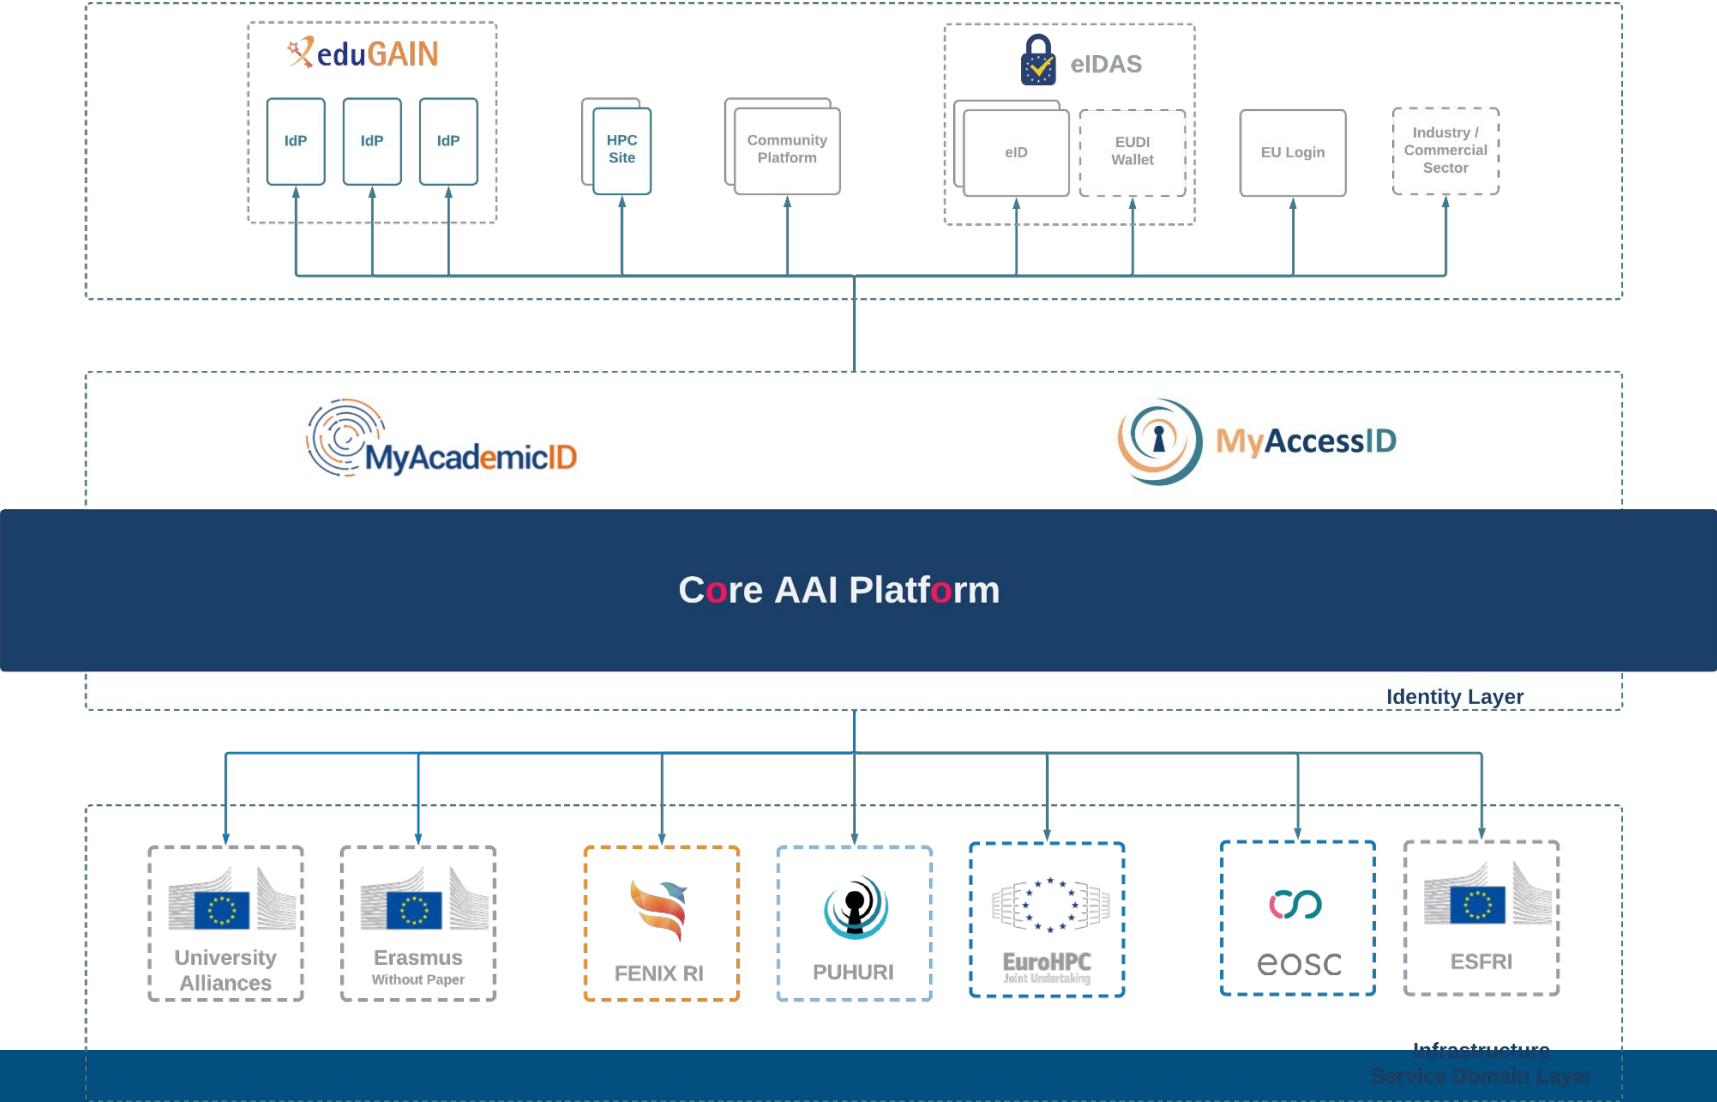 eduGAIN
eIDAS
IdP
IdP
IdP
HPC
Site
Community
Platform
eID
EUDI
Wallet
EU Login
Industry /
Commercial
Sector
MyAcademicID
MyAccessID
Core AAI Platform
Identity Layer
University
Alliances
Erasmus
Without Paper
FENIX RI
PUHURI
EuroHPC
Joint Undertaking
eosc
ESFRI
Infrastructure
Service Domain Layer